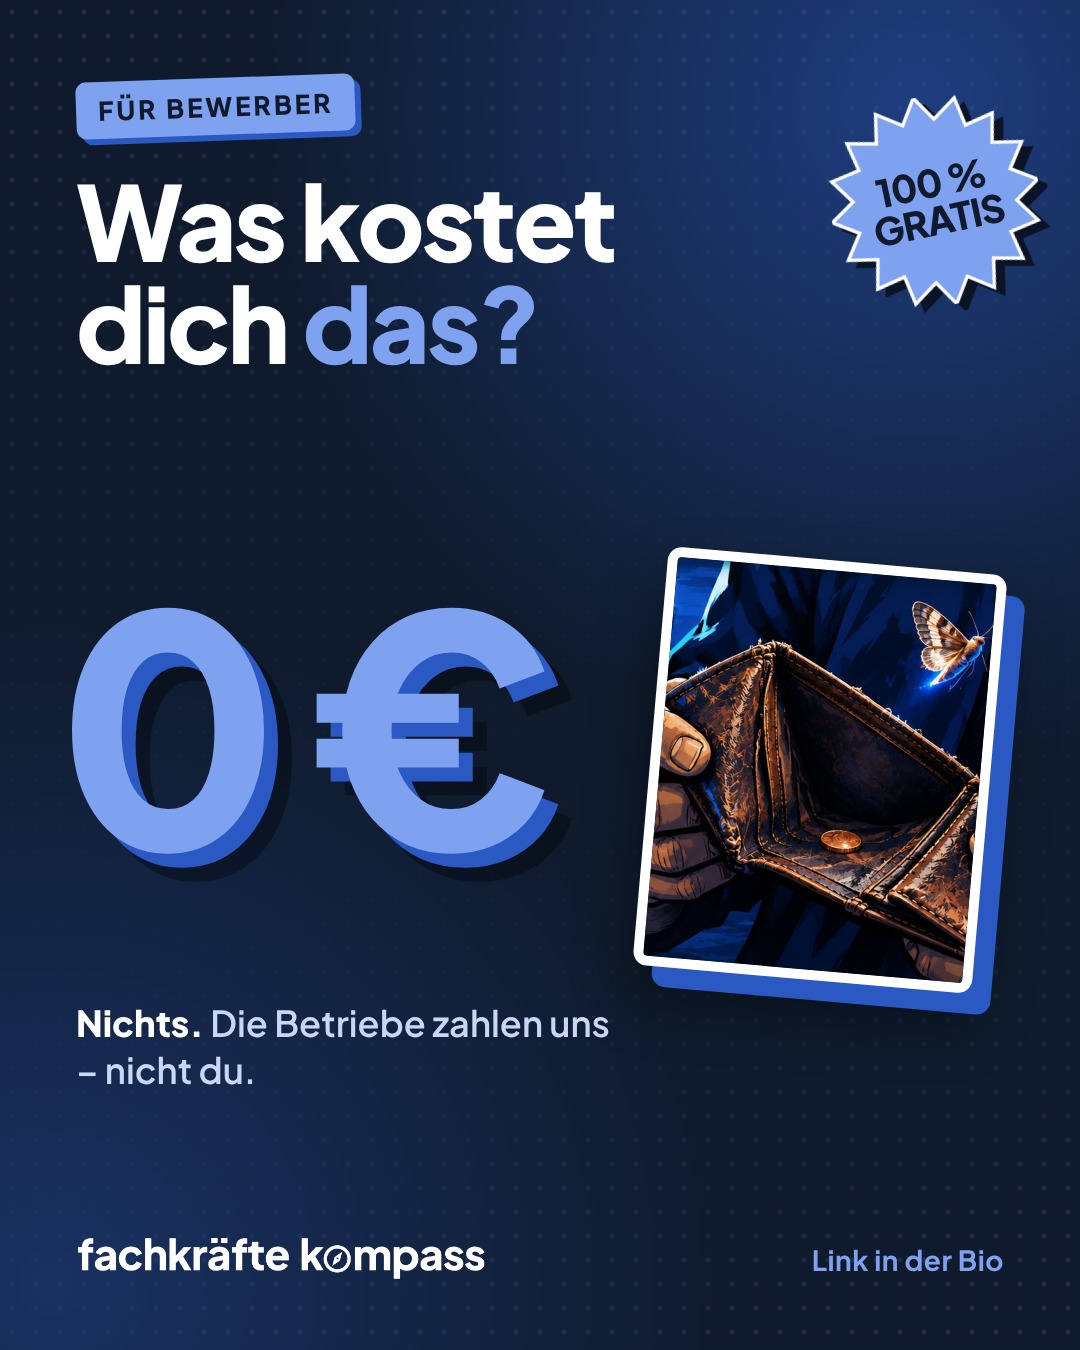 FÜR BEWERBER
100 %
GRATIS
Was kostet
dich das?
0 €
Nichts. Die Betriebe zahlen uns
– nicht du.
fachkräfte kompass
Link in der Bio